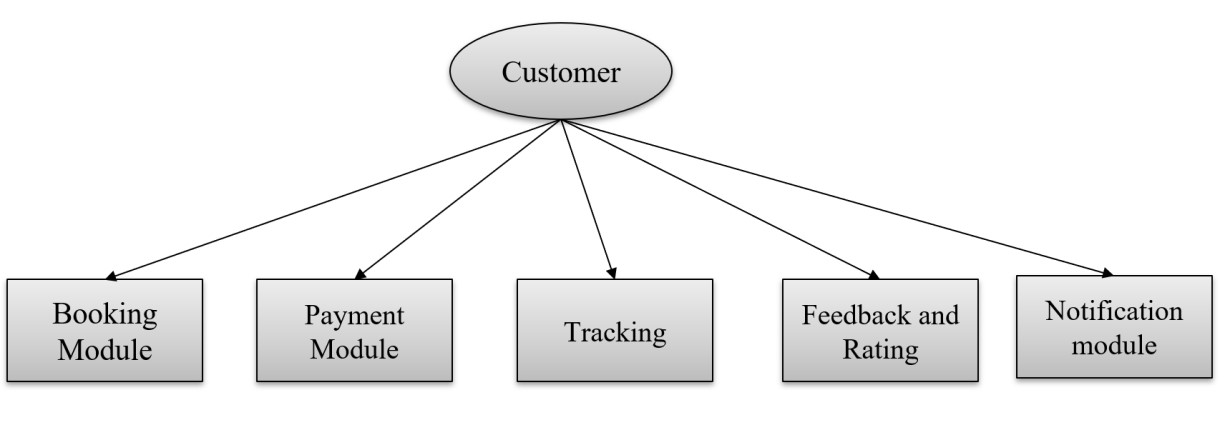 Customer
Booking
Module
Payment
Module
Tracking
Feedback and
Rating
Notification
module